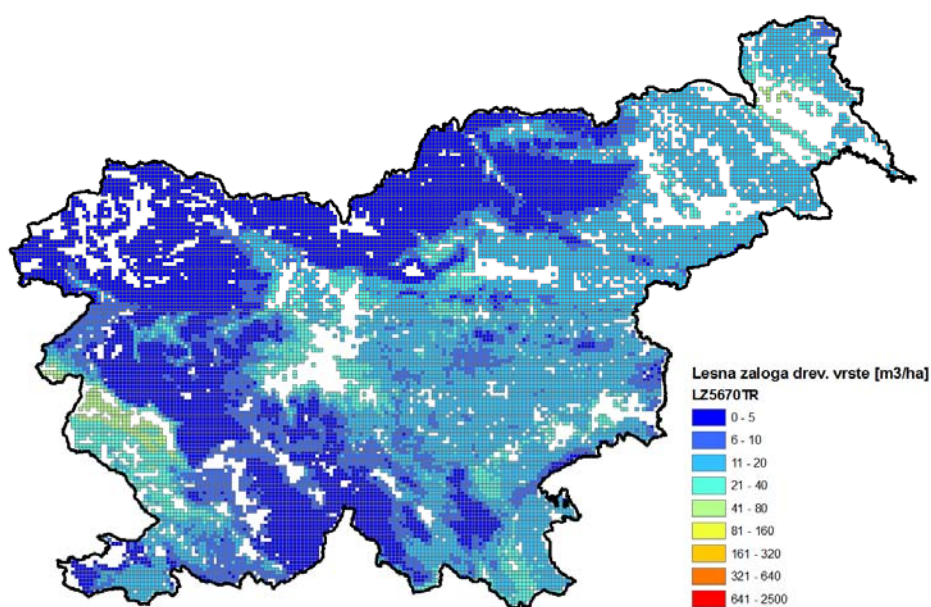 Lesna zaloga drev. vrste [m3/ha]
LZ5670TR
0 - 5
6 - 10
11 - 20
21 - 40
41 - 80
81 - 160
161 - 320
321 - 640
641 - 2500